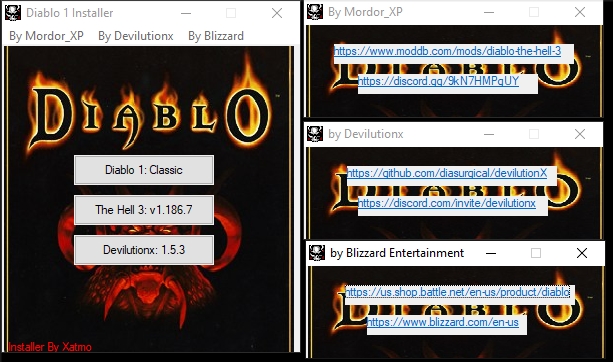 Diablo 1 Installer
By Mordor_XP By Devilutionx By Blizzard
DIABLO
Diablo 1: Classic
The Hell 3: v1.186.7
Devilutionx: 1.5.3
Installer By Xatmo
by Mordor_XP
https://www.moddb.com/mods/diablo-the-hell-3
https://discord.gg/9kN7HMPgUY
by Devilutionx
https://github.com/diasurgical/devilutionX
https://discord.com/invite/devilutionx
by Blizzard Entertainment
https://us.shop.battle.net/en-us/product/diablo
https://www.blizzard.com/en-us